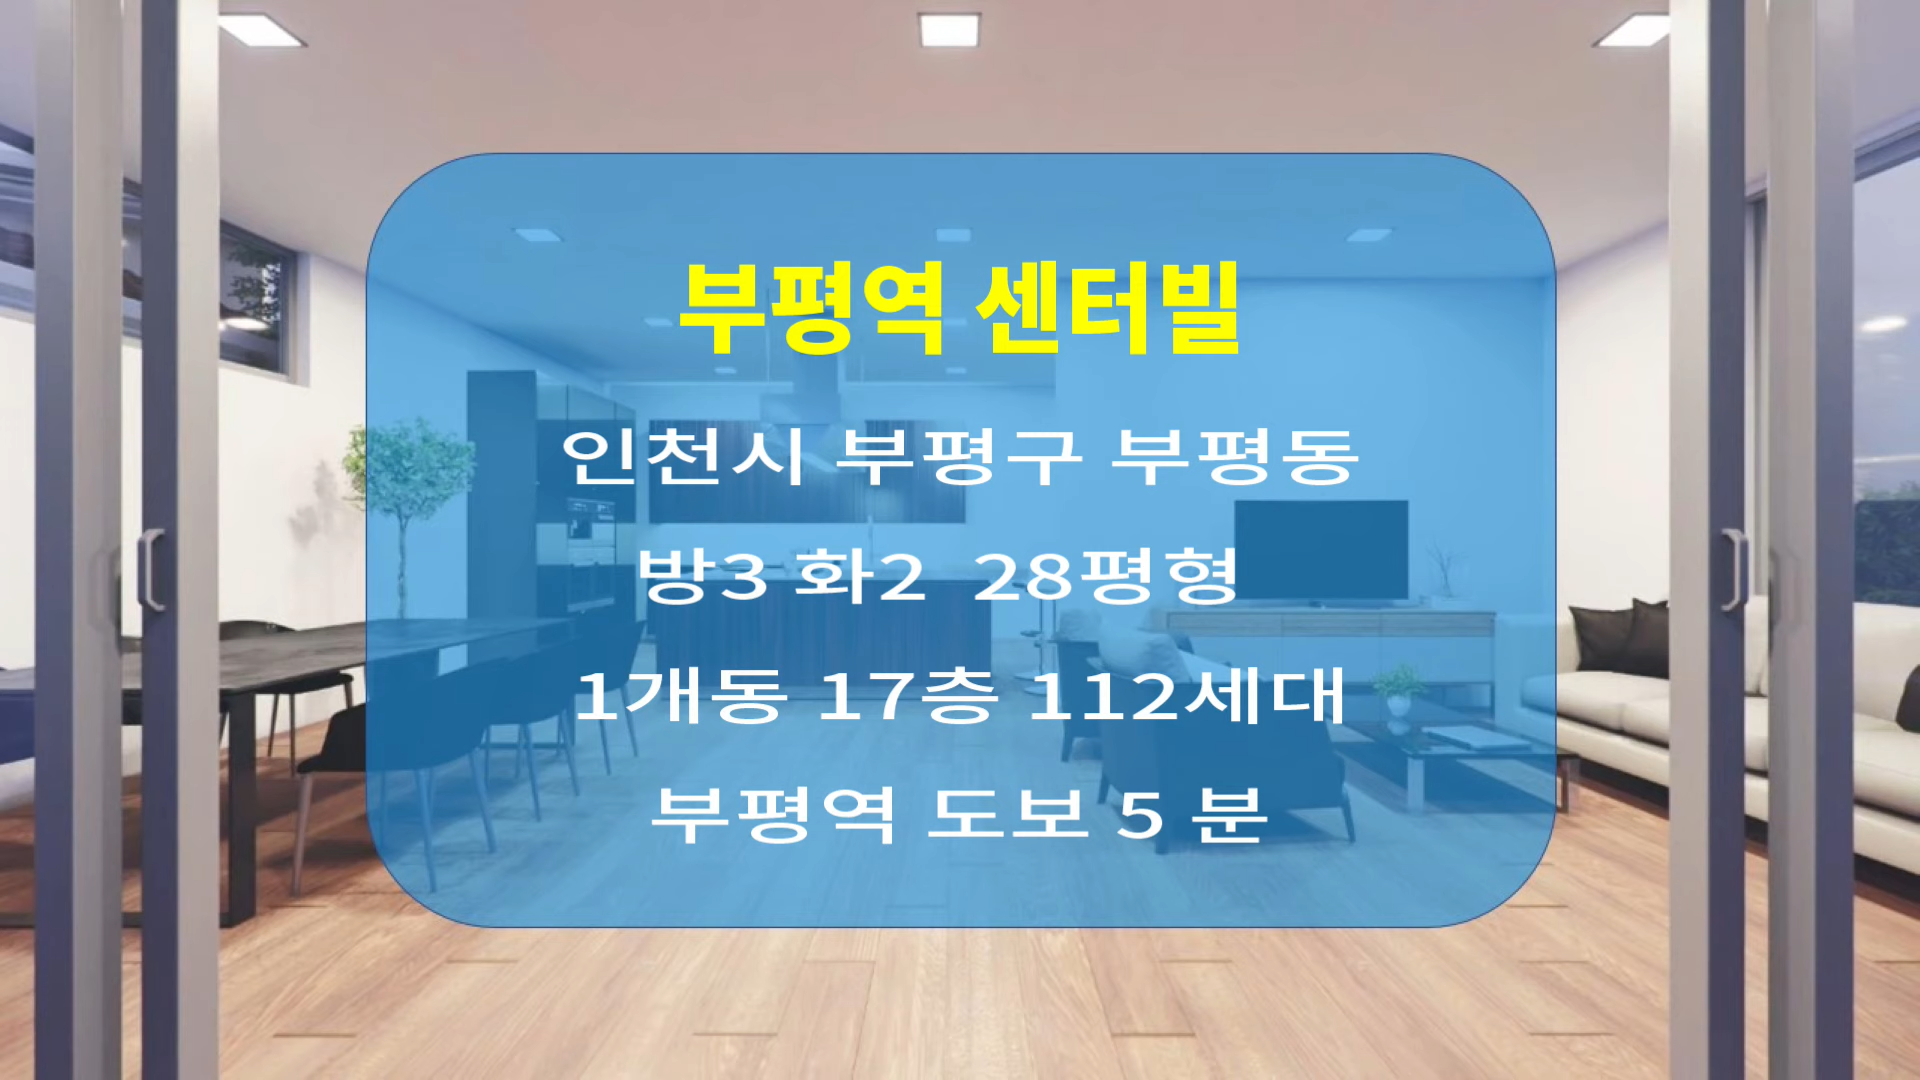 부평역 센터빌
인천시 부평구 부평동
방3 화2 28평형
1개동 17층 112세대
부평역 도보 5 분